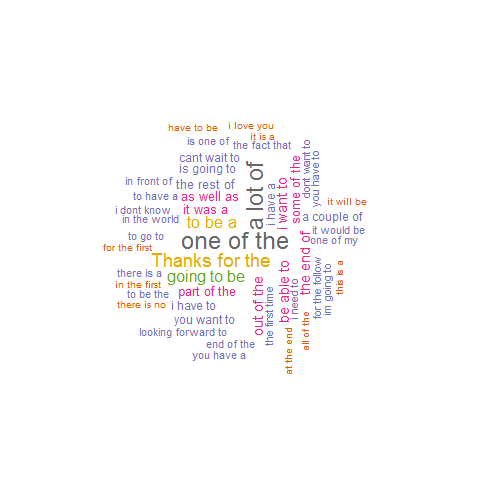 have to be
i love you
it is a
is one of
the fact that
cant wait to
is going to
in front of
the rest of
to have a
as well as
i dont know
it was a
in the world
to be a
to go to
one of the
for the first
Thanks for the
there is a
going to be
in the first
to be the
part of the
there is no
i have to
you want to
looking forward to
end of the
you have a
a lot of
i have a
i want to
some of the
dont want to
you have to
it will be
a couple of
it would be
one of my
the end of
out of the
the first time
be able to
i need to
for the follow
im going to
this is a
at the end
all of the